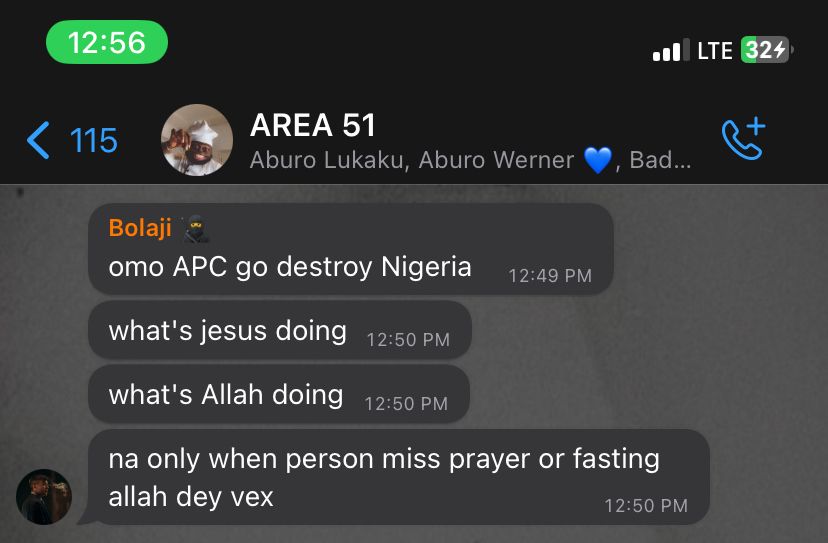 12:56
LTE 32
115
AREA 51
Aburo Lukaku, Aburo Werner 💙, Bad...
Bolaji 🥷
omo APC go destroy Nigeria 12:49 PM
what's jesus doing 12:50 PM
what's Allah doing 12:50 PM
na only when person miss prayer or fasting
allah dey vex 12:50 PM